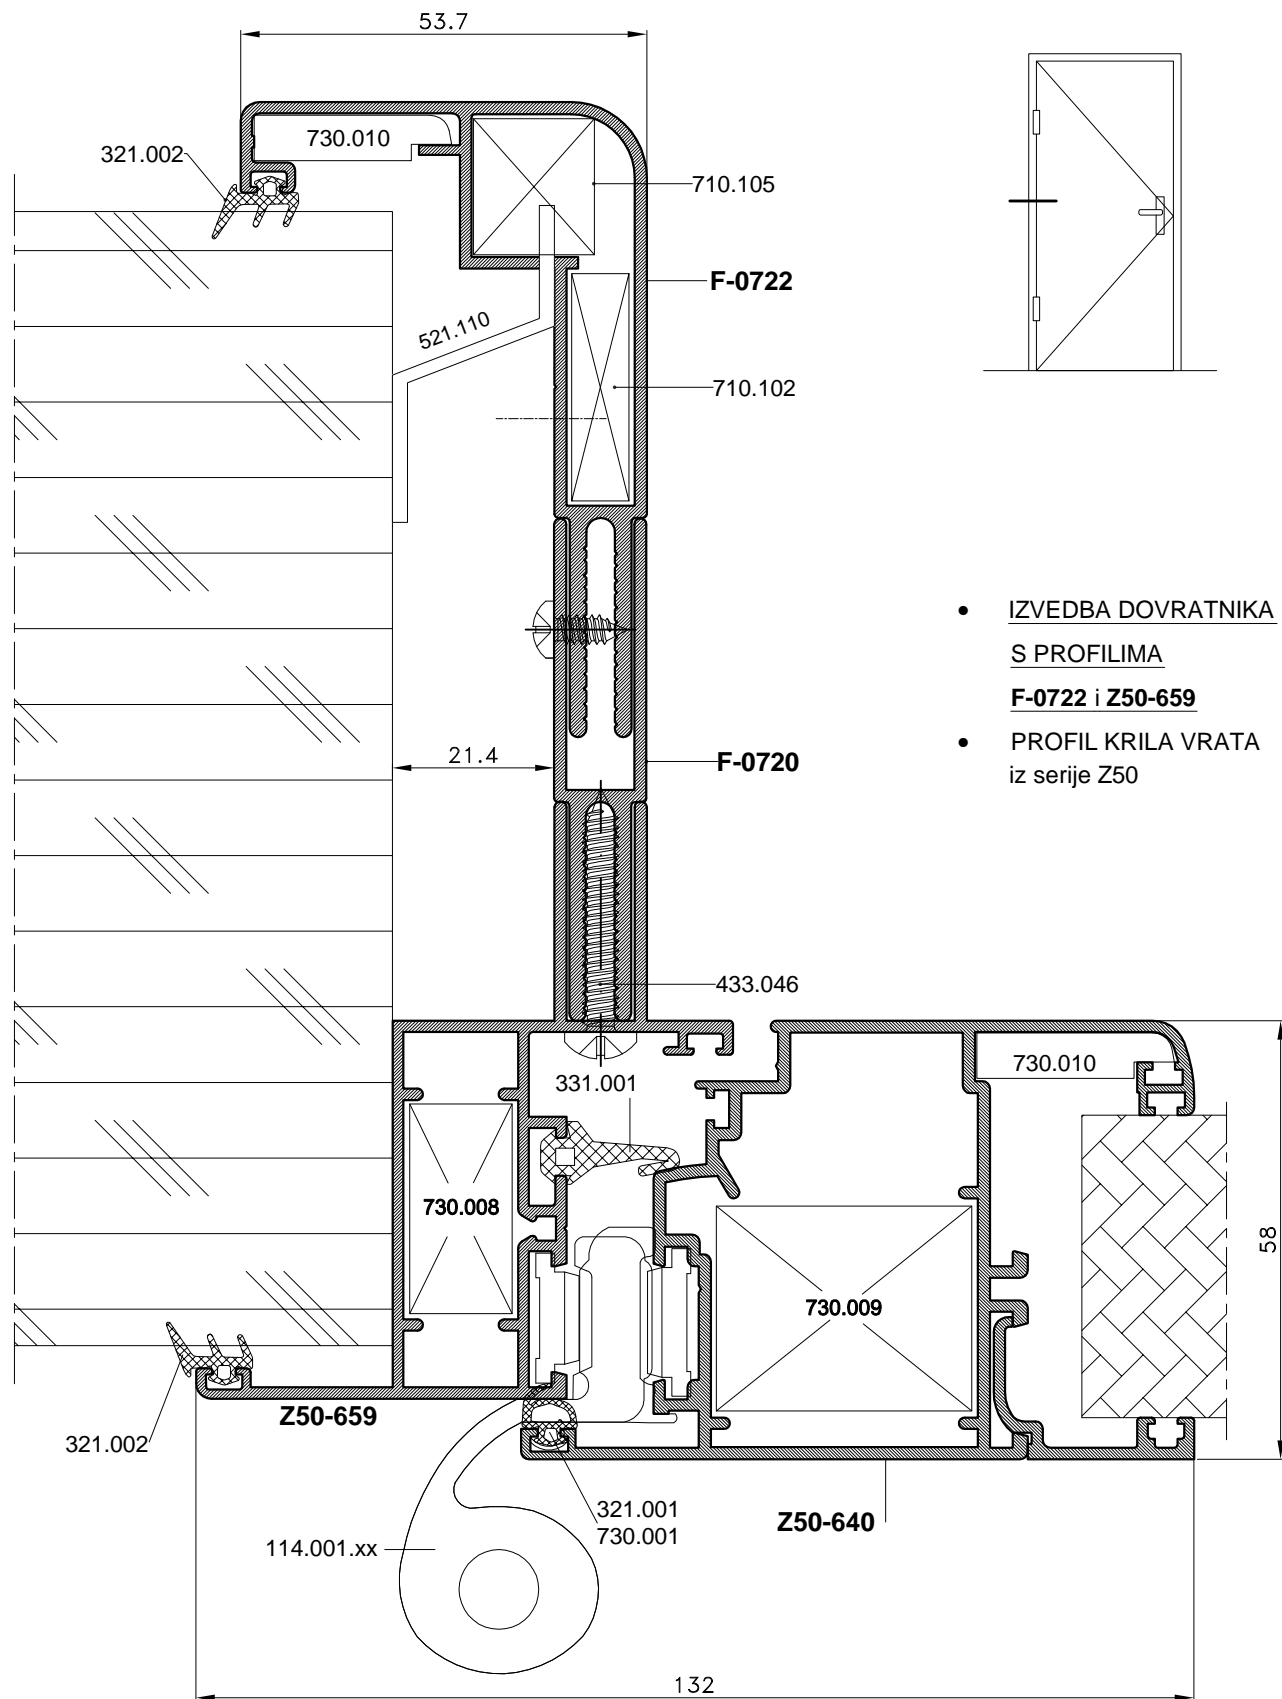 53.7
730.010
321.002
710.105
F-0722
521.110
710.102
• IZVEDBA DOVRATNIKA
S PROFILIMA
F-0722 i Z50-659
• PROFIL KRILA VRATA
iz serije Z50
21.4
F-0720
433.046
331.001
730.010
730.008
58
730.009
Z50-659
321.002
321.001
730.001
Z50-640
114.001.xx
132